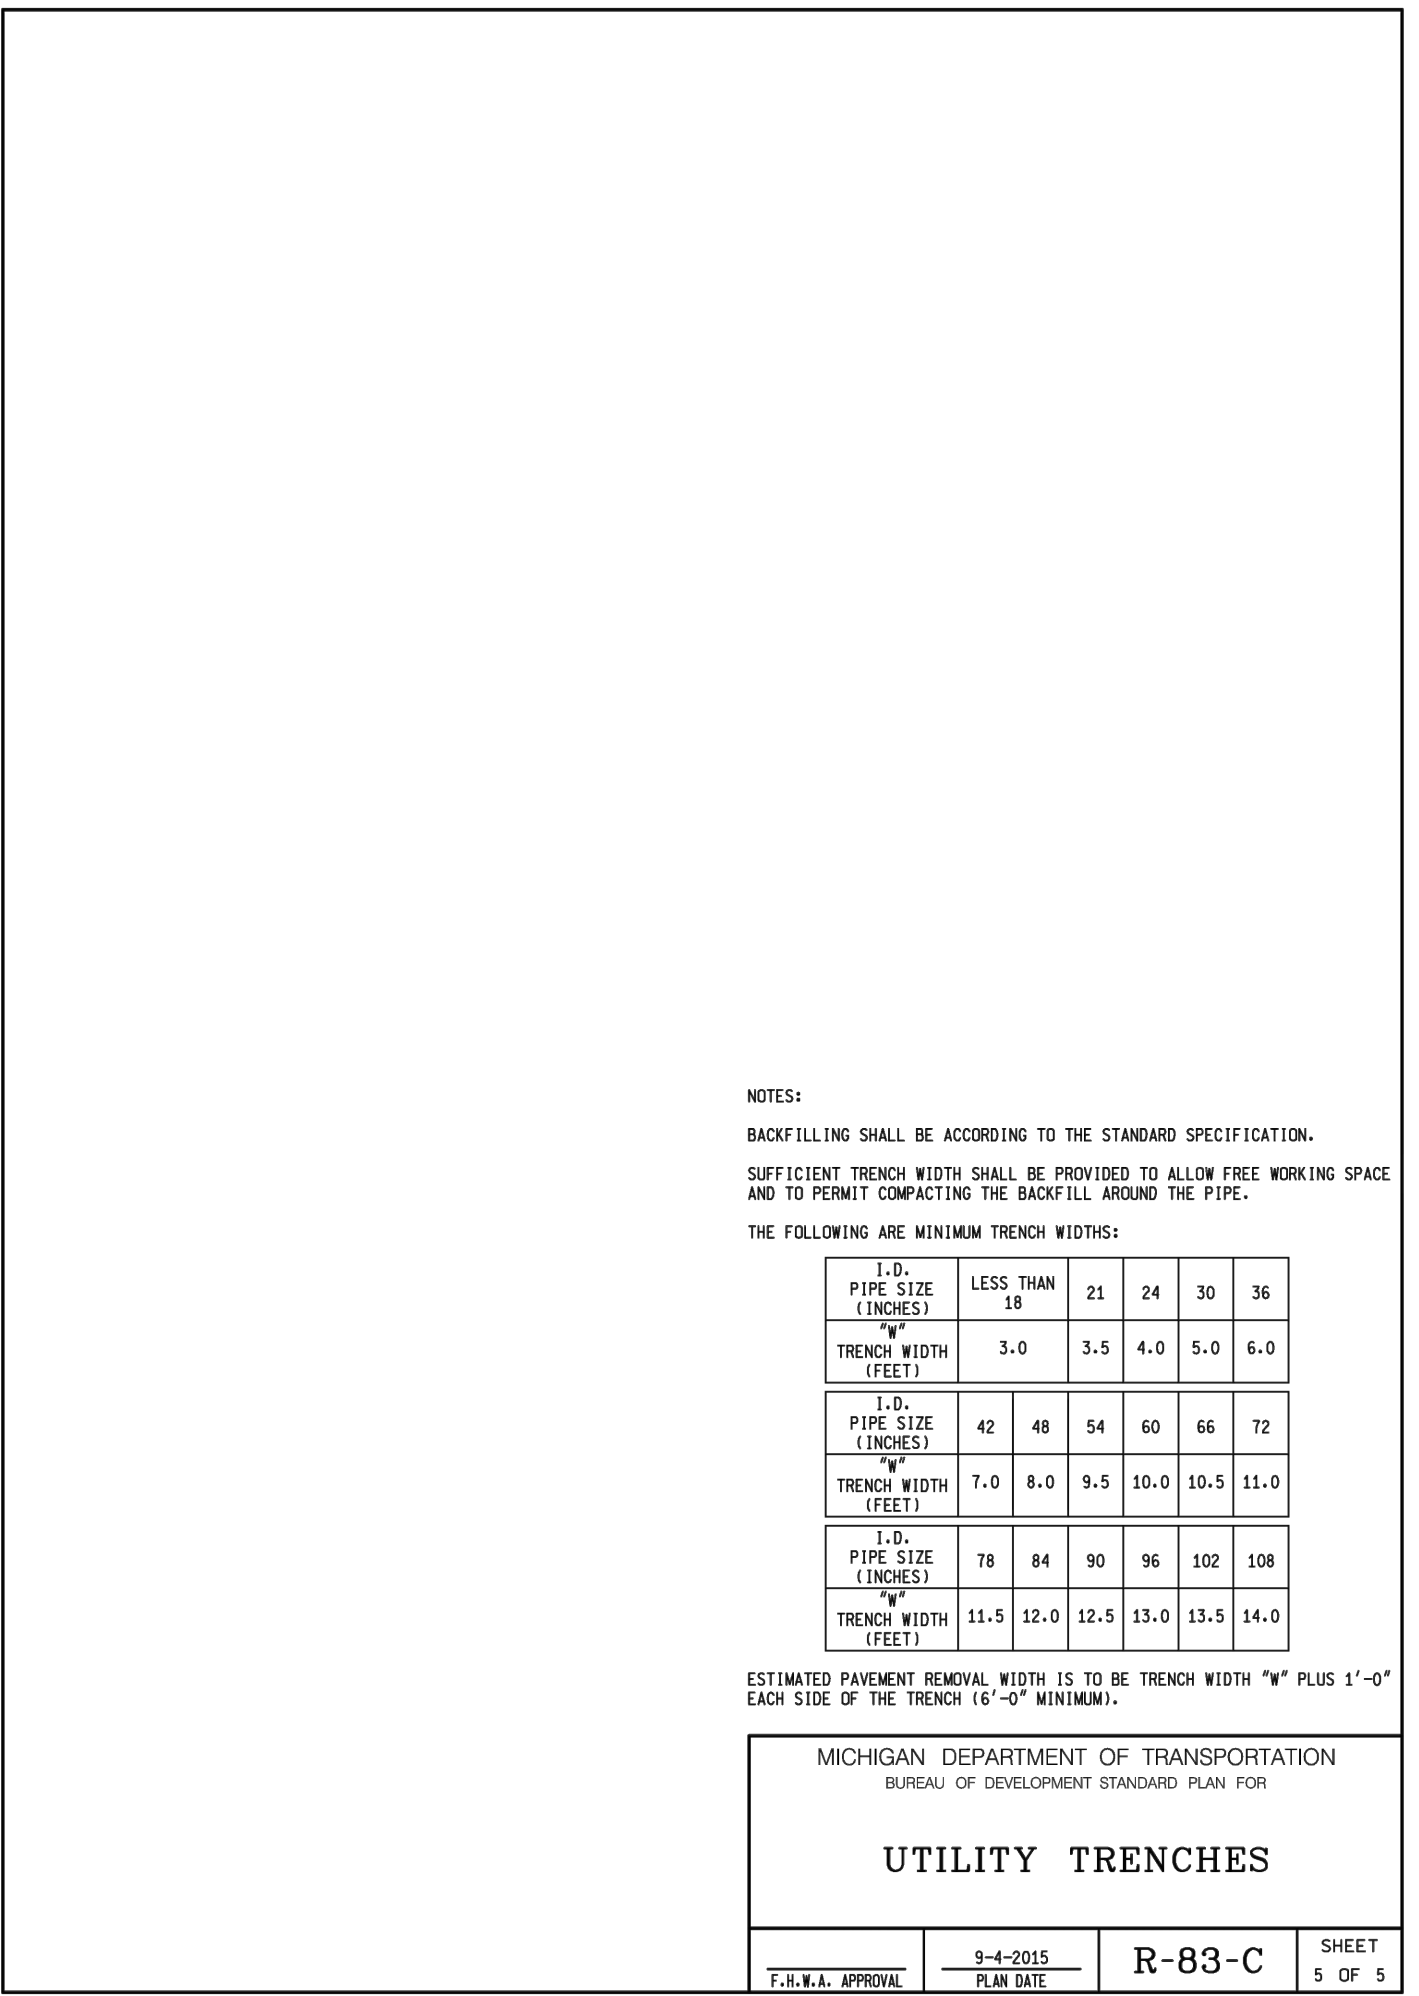 NOTES:
BACKFILLING SHALL BE ACCORDING TO THE STANDARD SPECIFICATION.
SUFFICIENT TRENCH WIDTH SHALL BE PROVIDED TO ALLOW FREE WORKING SPACE
AND TO PERMIT COMPACTING THE BACKFILL AROUND THE PIPE.
THE FOLLOWING ARE MINIMUM TRENCH WIDTHS:
I.D.
PIPE SIZE
(INCHES)
LESS THAN
18
21 24 30 36
"W"
TRENCH WIDTH
(FEET)
3.0 3.5 4.0 5.0 6.0
I.D.
PIPE SIZE
(INCHES)
42 48 54 60 66 72
"W"
TRENCH WIDTH
(FEET)
7.0 8.0 9.5 10.0 10.5 11.0
I.D.
PIPE SIZE
(INCHES)
78 84 90 96 102 108
"W"
TRENCH WIDTH
(FEET)
11.5 12.0 12.5 13.0 13.5 14.0
ESTIMATED PAVEMENT REMOVAL WIDTH IS TO BE TRENCH WIDTH "W" PLUS 1'-0"
EACH SIDE OF THE TRENCH (6'-0" MINIMUM).
MICHIGAN DEPARTMENT OF TRANSPORTATION
BUREAU OF DEVELOPMENT STANDARD PLAN FOR
UTILITY TRENCHES
F.H.W.A. APPROVAL
9-4-2015
PLAN DATE
R-83-C
SHEET
5 OF 5